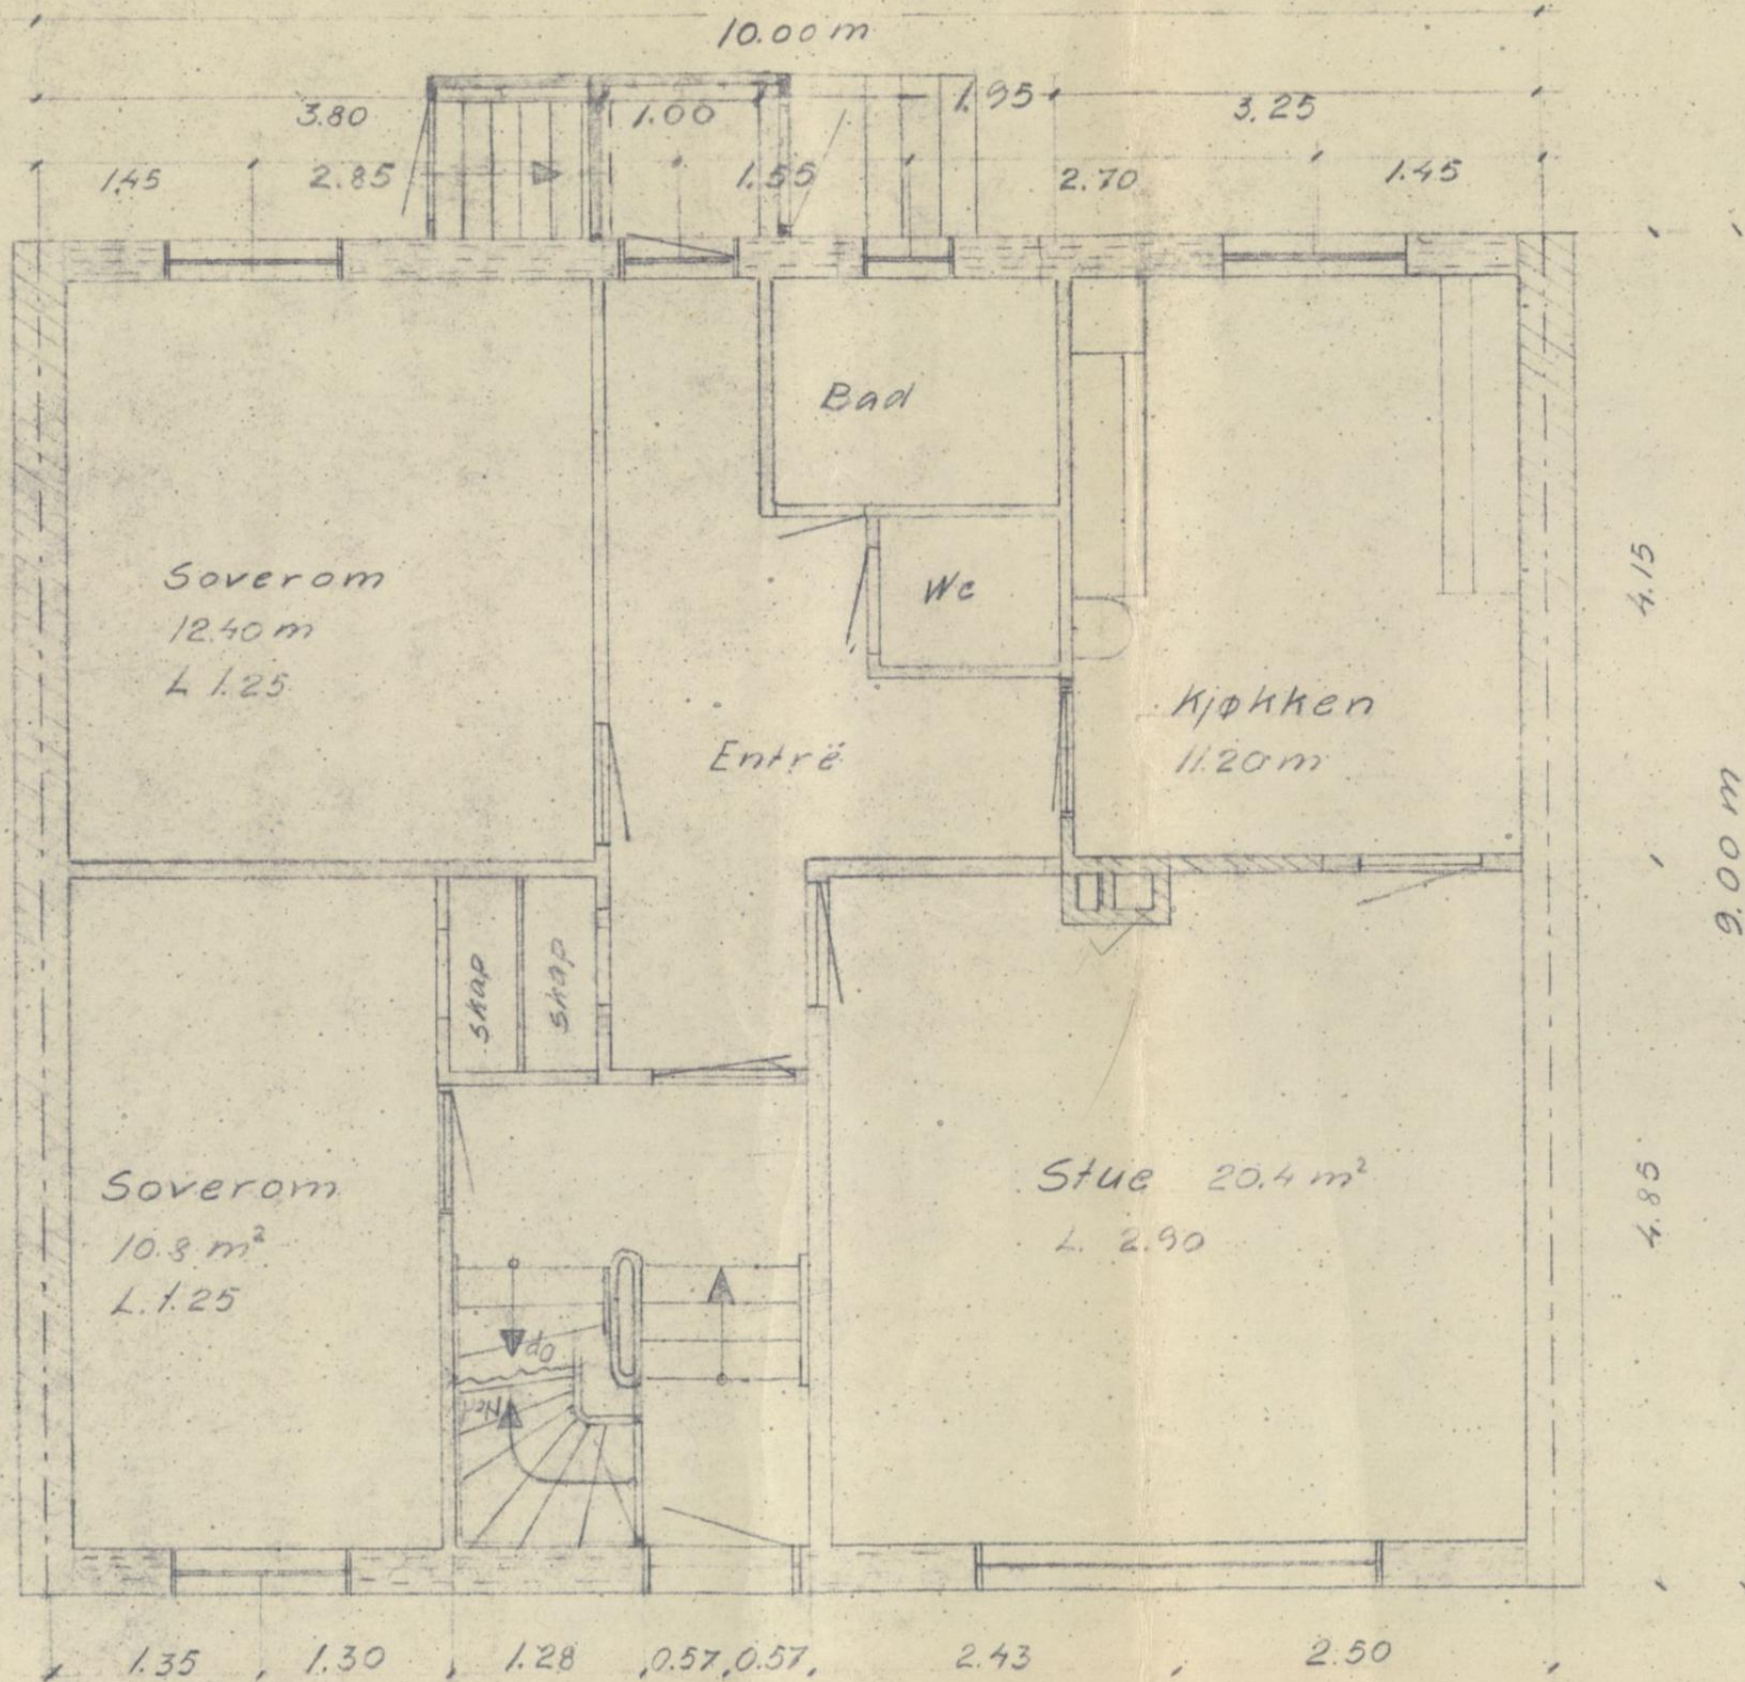 10.00 m
3.80 1.00 1.95 3.25
1.45 2.85 1.55 2.70 1.45
Bad
Soverom
12.40 m
L 1.25
Wc
4.15
Kjøkken
11.20 m
Entrë
9.00 m
skap
skap
Soverom
10.8 m²
L. 1.25
Stue 20.4 m²
L. 2.90
4.85
Op
Ned
1.35 1.30 1.28 0.57 0.57 2.43 2.50